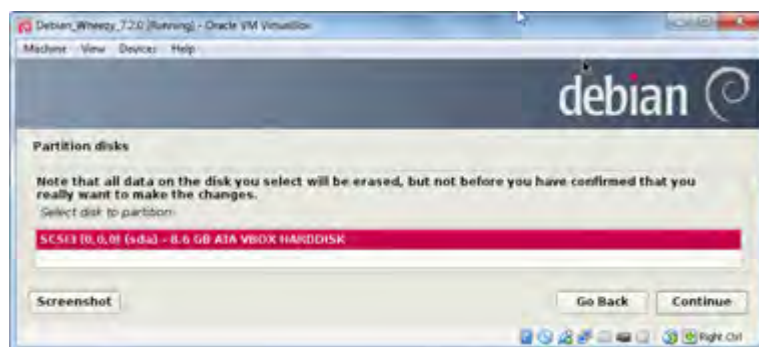 Debian_Wheezy_7.2.0 [Running] - Oracle VM VirtualBox
Machine View Devices Help
debian
Partition disks
Note that all data on the disk you select will be erased, but not before you have confirmed that you
really want to make the changes.
Select disk to partition:
SCSI3 (0,0,0) (sda) - 8.6 GB ATA VBOX HARDDISK
Screenshot Go Back Continue
Right Ctrl